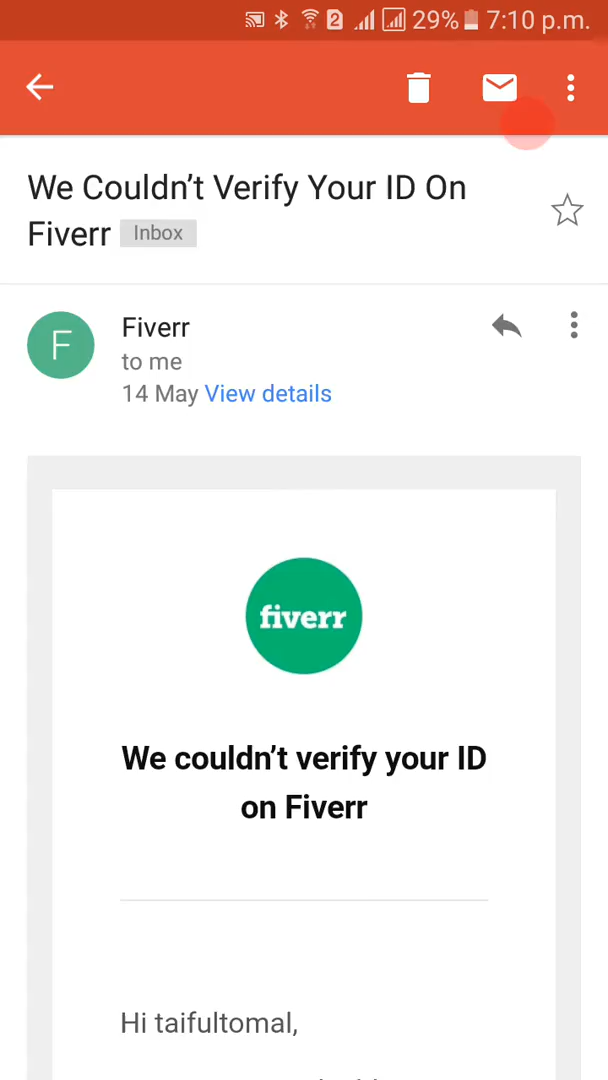 2 29% 7:10 p.m.
We Couldn’t Verify Your ID On
Fiverr Inbox
F
Fiverr
to me
14 May View details
fiverr
We couldn’t verify your ID
on Fiverr
Hi taifultomal,